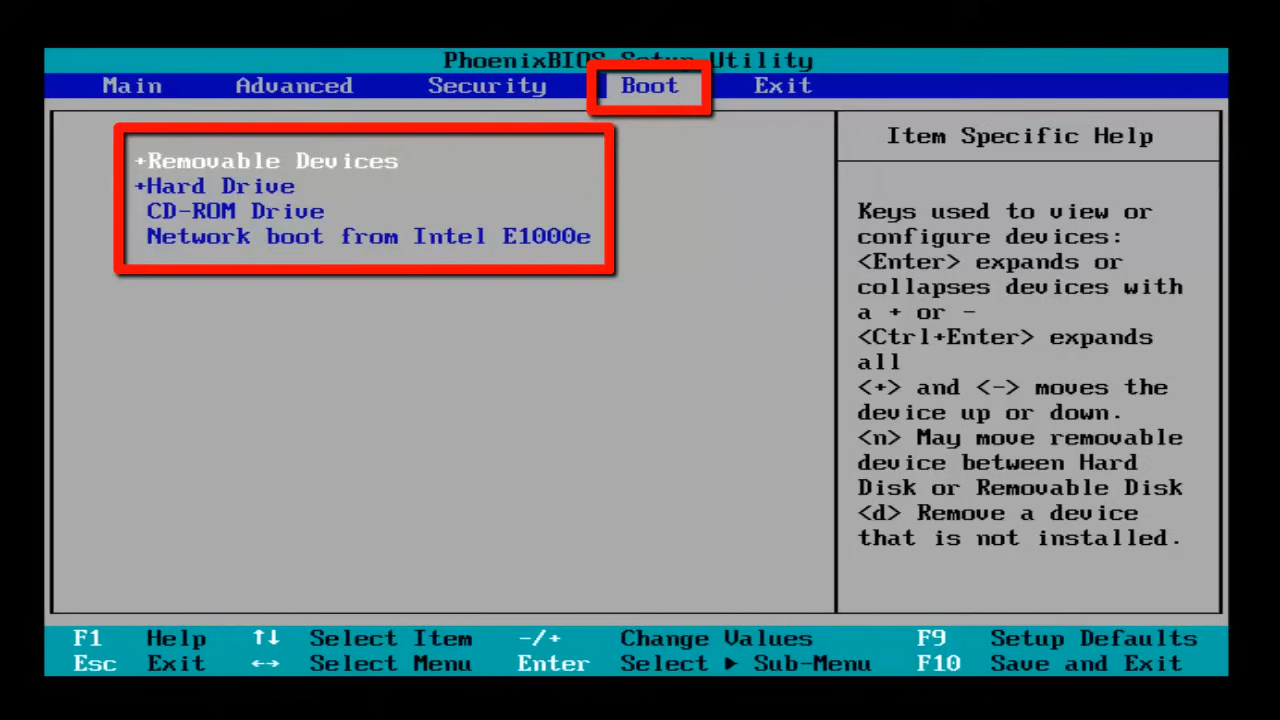 PhoenixBIOS Setup Utility
Main Advanced Security Boot Exit
+Removable Devices
+Hard Drive
CD-ROM Drive
Network boot from Intel E1000e
Item Specific Help
Keys used to view or
configure devices:
<Enter> expands or
collapses devices with
a + or -
<Ctrl+Enter> expands
all
<+> and <-> moves the
device up or down.
<n> May move removable
device between Hard
Disk or Removable Disk
<d> Remove a device
that is not installed.
F1 Help ↑↓ Select Item -/+ Change Values F9 Setup Defaults
Esc Exit ↔ Select Menu Enter Select ▶ Sub-Menu F10 Save and Exit